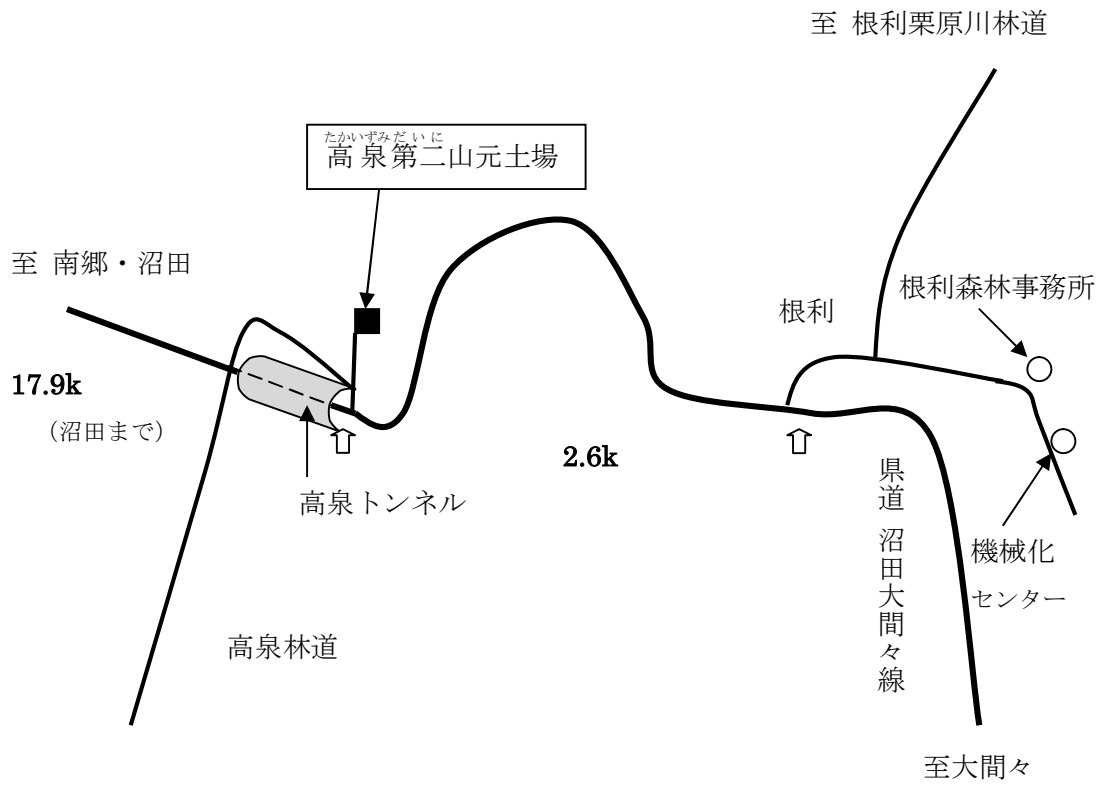 至 根利栗原川林道
たかいずみだいに
高泉第二山元土場
至 南郷・沼田
根利森林事務所
根利
17.9k
（沼田まで）
2.6k
高泉トンネル
県道 沼田大間々線
機械化
センター
高泉林道
至大間々